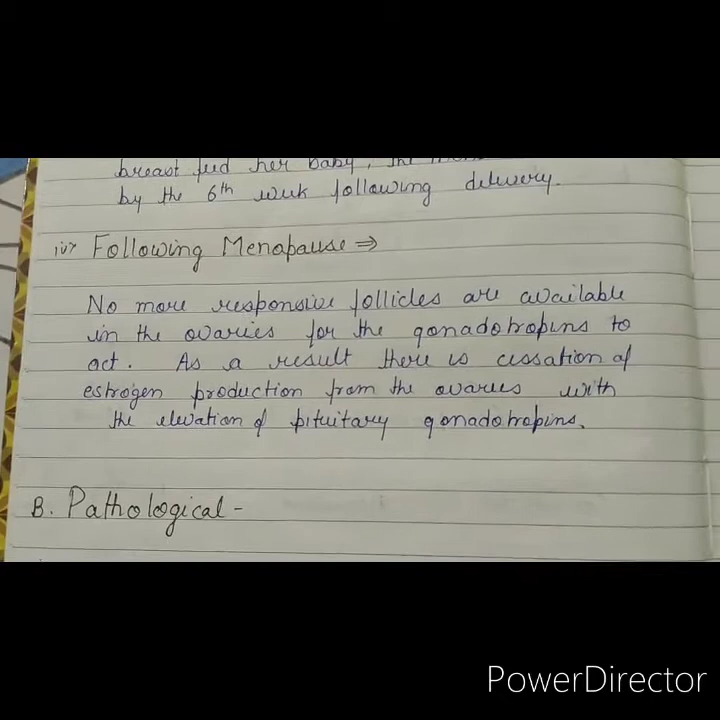 breast feed her baby, the
by the 6th week following delivery.
iv> Following Menopause ⇒
No more responsive follicles are available
in the ovaries for the gonadotropins to
act. As a result there is cessation of
estrogen production from the ovaries with
the elevation of pituitary gonadotropins.
B. Pathological -
PowerDirector